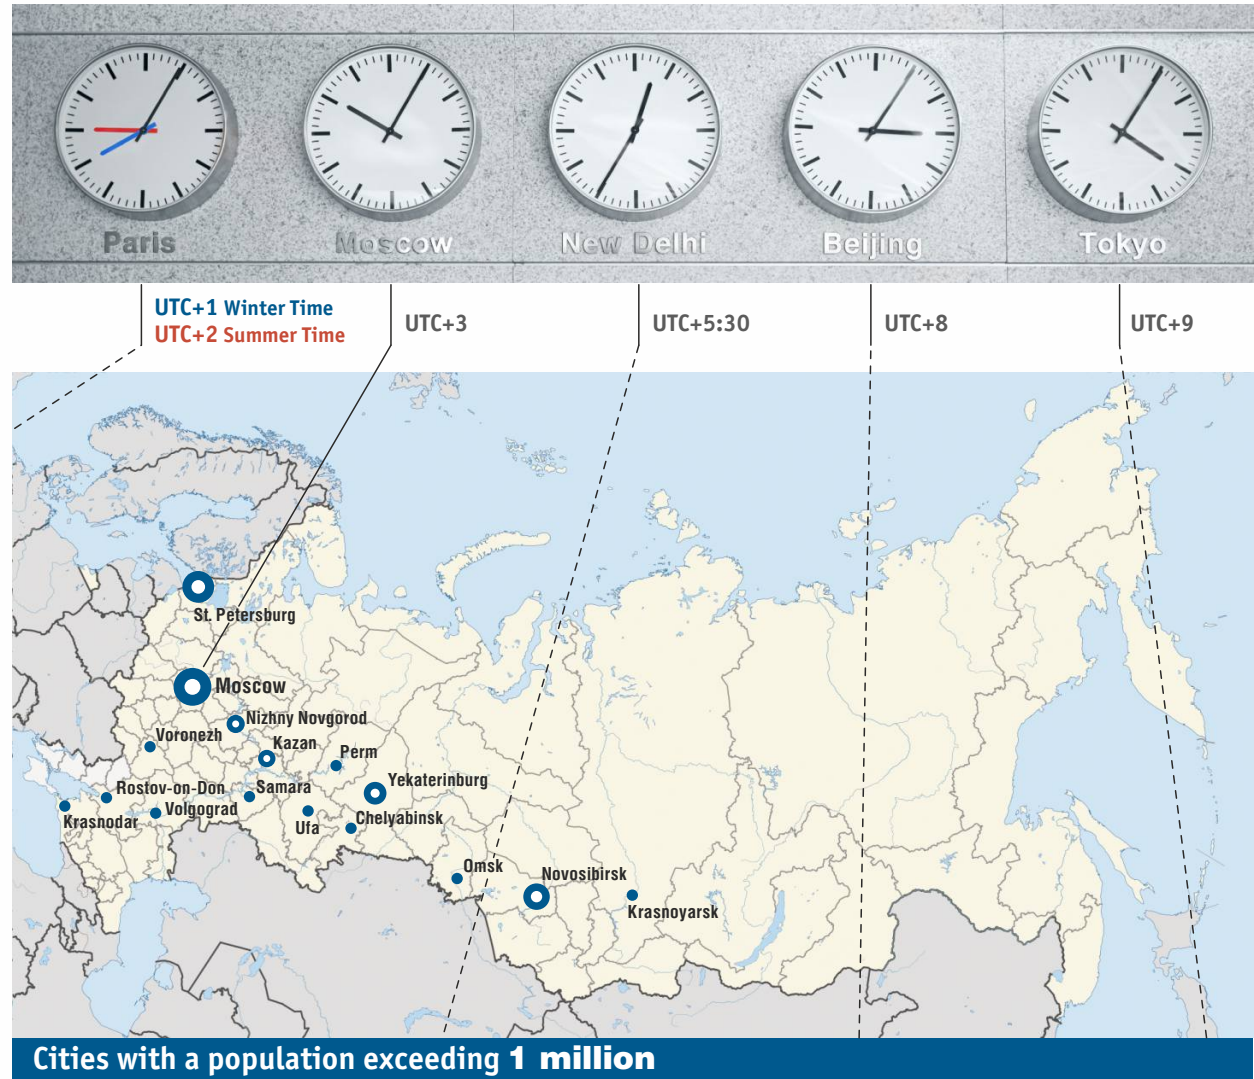 Paris
Moscow
New Delhi
Beijing
Tokyo
UTC+1 Winter Time
UTC+2 Summer Time
UTC+3
UTC+5:30
UTC+8
UTC+9
St. Petersburg
Moscow
Nizhny Novgorod
Voronezh
Kazan
Perm
Yekaterinburg
Rostov-on-Don
Samara
Krasnodar
Volgograd
Ufa
Chelyabinsk
Omsk
Novosibirsk
Krasnoyarsk
Cities with a population exceeding 1 million